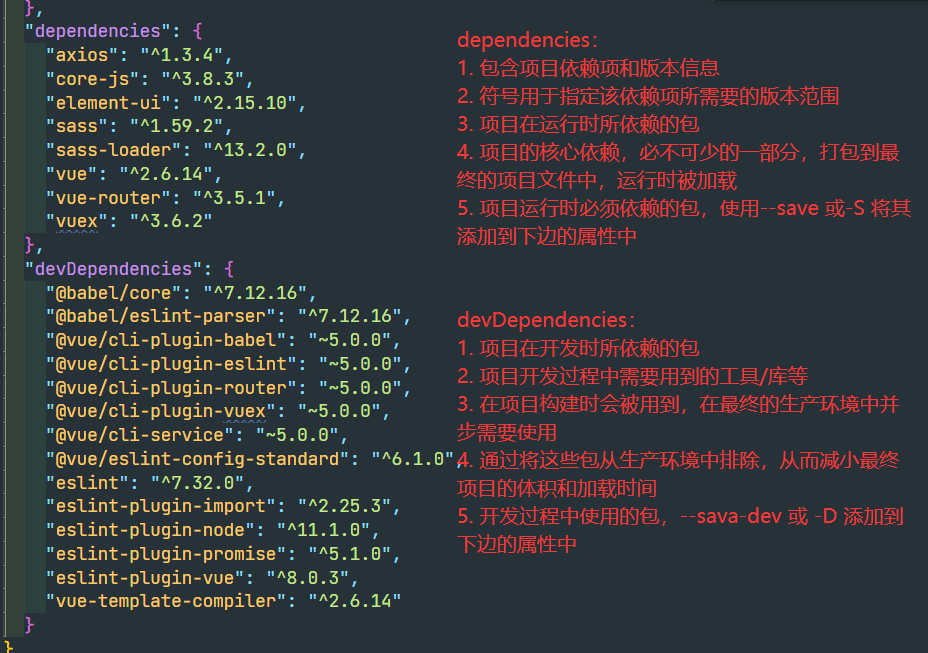 },
"dependencies": {
"axios": "^1.3.4",
"core-js": "^3.8.3",
"element-ui": "^2.15.10",
"sass": "^1.59.2",
"sass-loader": "^13.2.0",
"vue": "^2.6.14",
"vue-router": "^3.5.1",
"vuex": "^3.6.2"
},
"devDependencies": {
"@babel/core": "^7.12.16",
"@babel/eslint-parser": "^7.12.16",
"@vue/cli-plugin-babel": "~5.0.0",
"@vue/cli-plugin-eslint": "~5.0.0",
"@vue/cli-plugin-router": "~5.0.0",
"@vue/cli-plugin-vuex": "~5.0.0",
"@vue/cli-service": "~5.0.0",
"@vue/eslint-config-standard": "^6.1.0",
"eslint": "^7.32.0",
"eslint-plugin-import": "^2.25.3",
"eslint-plugin-node": "^11.1.0",
"eslint-plugin-promise": "^5.1.0",
"eslint-plugin-vue": "^8.0.3",
"vue-template-compiler": "^2.6.14"
}
}
dependencies：
1. 包含项目依赖项和版本信息
2. 符号用于指定该依赖项所需要的版本范围
3. 项目在运行时所依赖的包
4. 项目的核心依赖，必不可少的一部分，打包到最
终的项目文件中，运行时被加载
5. 项目运行时必须依赖的包，使用--save 或-S 将其
添加到下边的属性中
devDependencies：
1. 项目在开发时所依赖的包
2. 项目开发过程中需要用到的工具/库等
3. 在项目构建时会被用到，在最终的生产环境中并
步需要使用
4. 通过将这些包从生产环境中排除，从而减小最终
项目的体积和加载时间
5. 开发过程中使用的包，--sava-dev 或 -D 添加到
下边的属性中